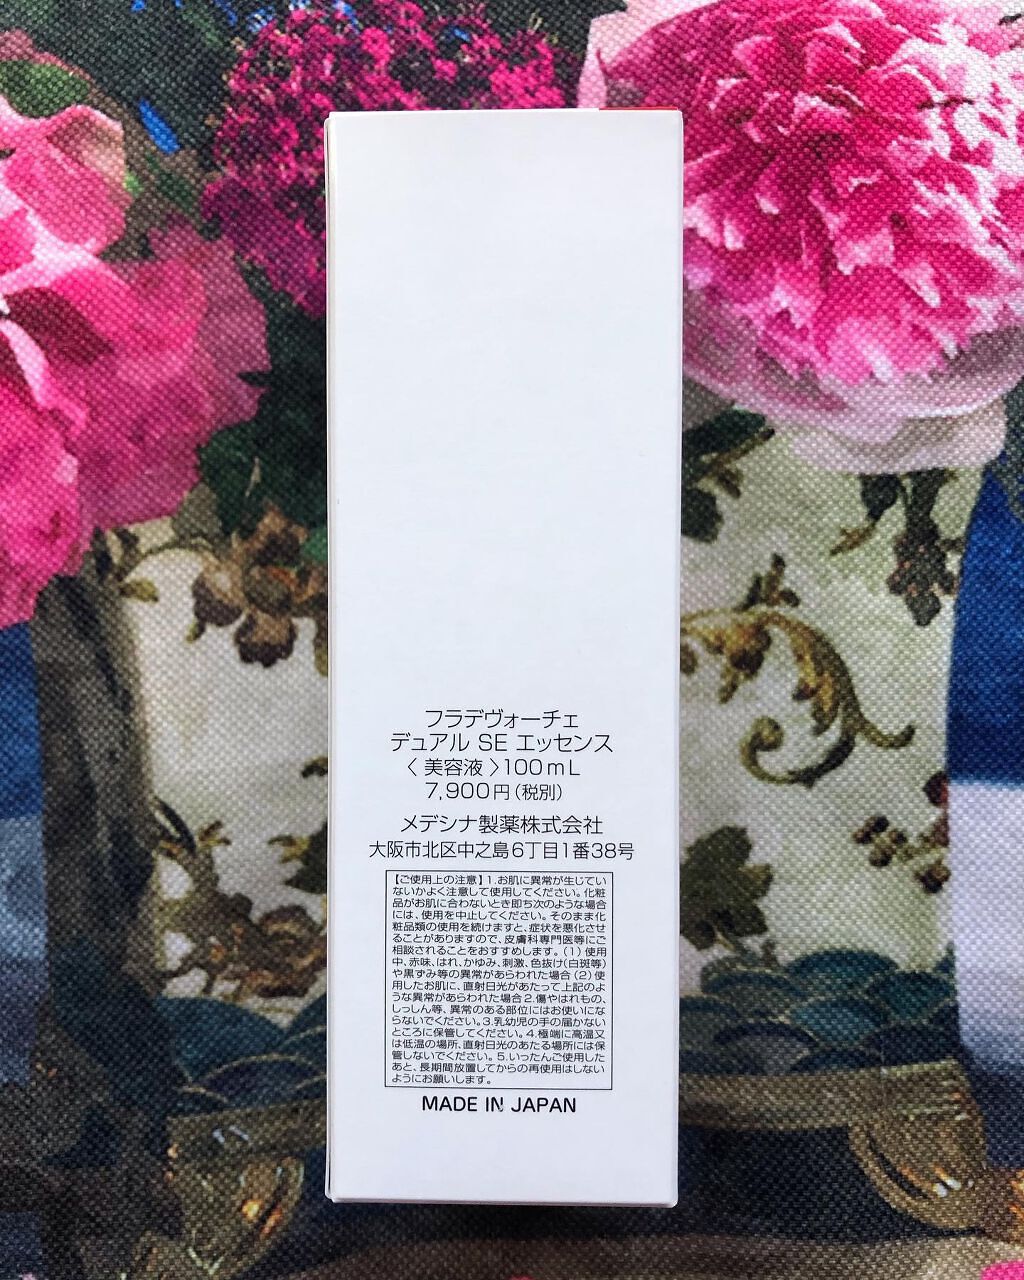 フラデヴォーチェ
デュアル SE エッセンス
〈 美容液 〉100mL
7,900円（税別）
メデシナ製薬株式会社
大阪市北区中之島6丁目1番38号
【ご使用上の注意】1.お肌に異常が生じてい
ないかよく注意して使用してください。化粧
品がお肌に合わないとき即ち次のような場合
には、使用を中止してください。そのまま化
粧品類の使用を続けますと、症状を悪化させ
ることがありますので、皮膚科専門医等にご
相談されることをおすすめします。（1）使用
中、赤味、はれ、かゆみ、刺激、色抜け（白斑等）
や黒ずみ等の異常があらわれた場合（2）使
用したお肌に、直射日光があたって上記のよ
うな異常があらわれた場合 2.傷やはれもの、
しっしん等、異常のある部位にはお使いにな
らないでください。3.乳幼児の手の届かない
ところに保管してください。4.極端に高温又
は低温の場所、直射日光のあたる場所には保
管しないでください。5.いったんご使用した
あと、長期間放置してからの再使用はしない
ようにお願いします。
MADE IN JAPAN